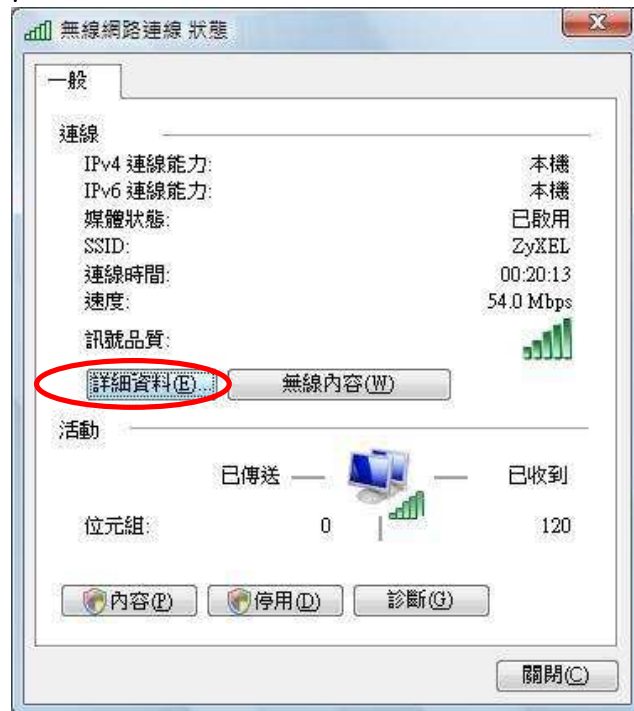 無線網路連線 狀態
一般
連線
IPv4 連線能力: 本機
IPv6 連線能力: 本機
媒體狀態: 已啟用
SSID: ZyXEL
連線時間: 00:20:13
速度: 54.0 Mbps
訊號品質:
詳細資料(E)... 無線內容(W)
活動
已傳送 — — 已收到
位元組: 0 120
內容(P) 停用(D) 診斷(G)
關閉(C)